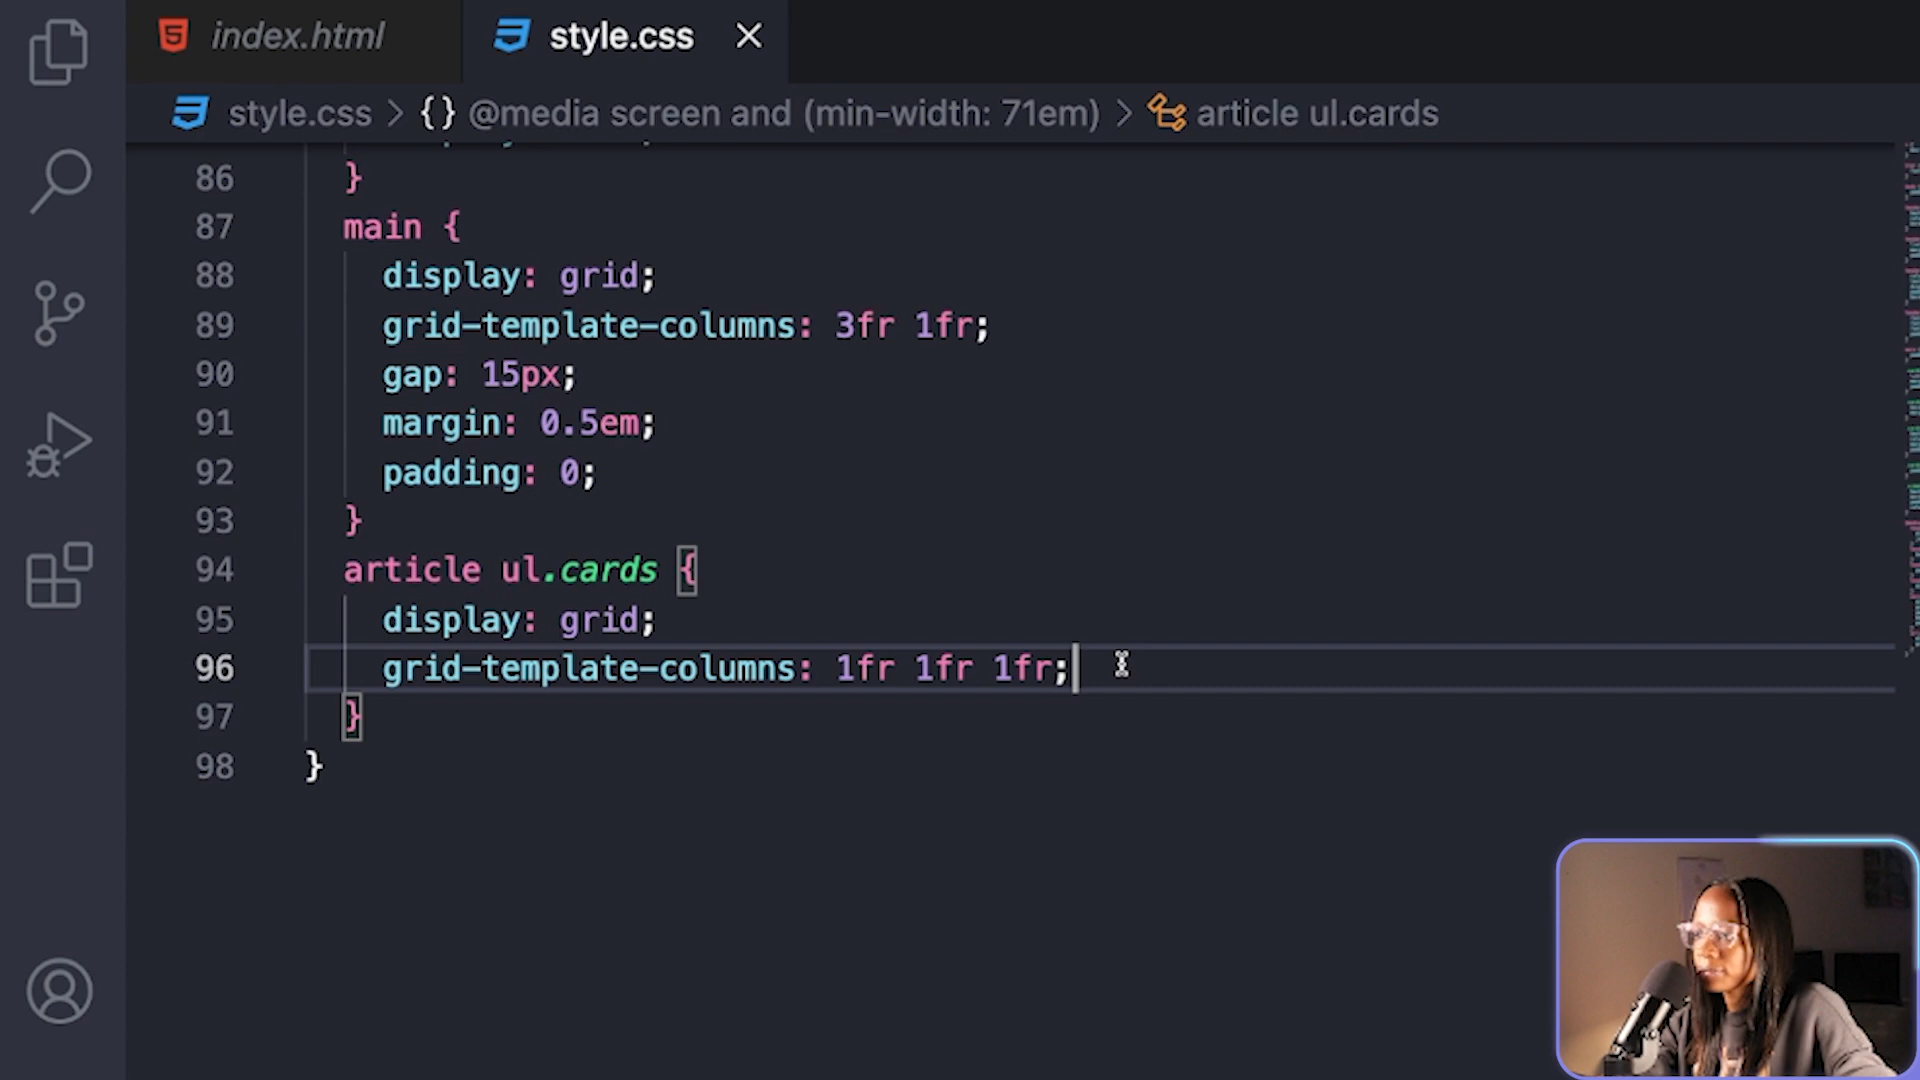 index.html
style.css
style.css > {} @media screen and (min-width: 71em) > article ul.cards
86 }
87 main {
88 display: grid;
89 grid-template-columns: 3fr 1fr;
90 gap: 15px;
91 margin: 0.5em;
92 padding: 0;
93 }
94 article ul.cards {
95 display: grid;
96 grid-template-columns: 1fr 1fr 1fr;
97 }
98 }